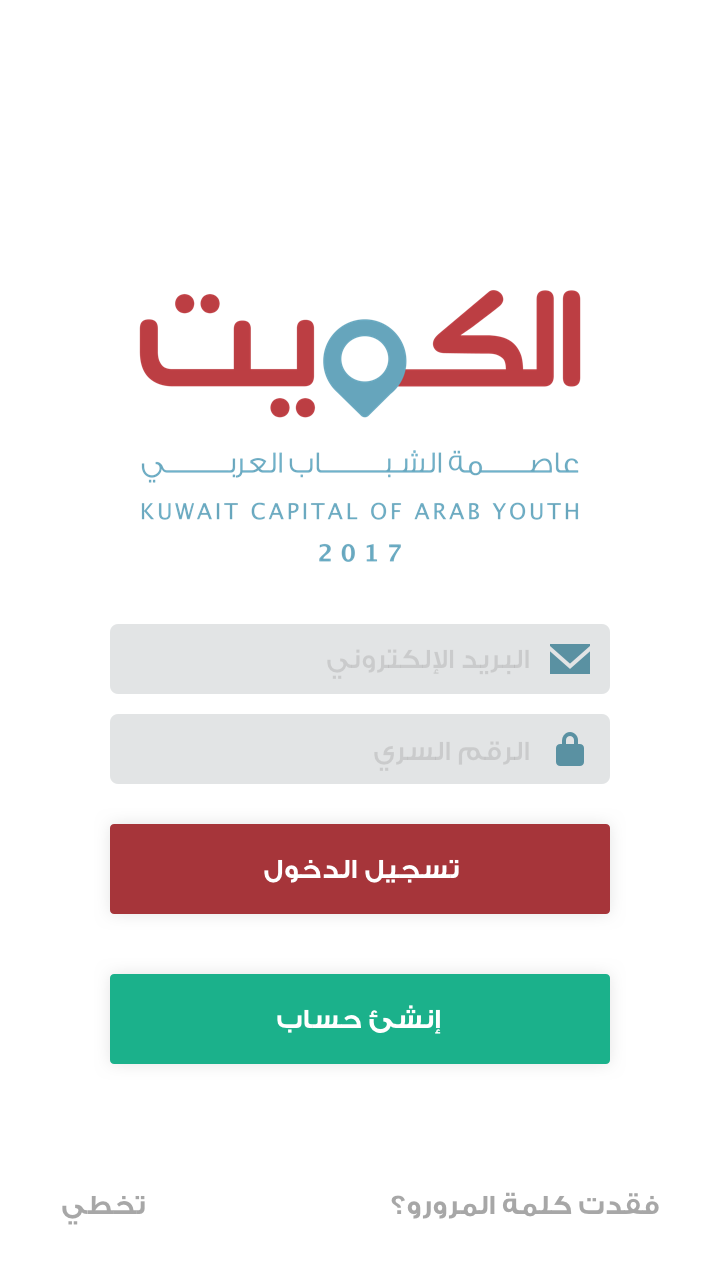 الكويت
عاصمة الشباب العربي
KUWAIT CAPITAL OF ARAB YOUTH
2017
البريد الإلكتروني
الرقم السري
تسجيل الدخول
إنشئ حساب
فقدت كلمة المرورو؟
تخطي